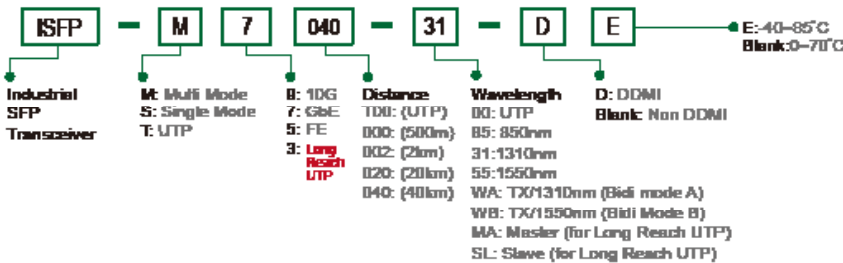 ISFP - M 7 040 - 31 - D E
E:-40~85°C
Blank:0~70°C
Industrial
SFP
Transceiver
M: Multi Mode
S: Single Mode
T: UTP
8: 10G
7: GbE
5: FE
3: Long
Reach
UTP
Distance
100: (UTP)
000: (500m)
002: (2km)
020: (20km)
040: (40km)
Wavelength
00: UTP
85: 850nm
31:1310nm
55:1550nm
WA: TX/1310nm (Bidi mode A)
WB: TX/1550nm (Bidi Mode B)
MA: Master (for Long Reach UTP)
SL: Slave (for Long Reach UTP)
D: DDMI
Blank: Non DDMI